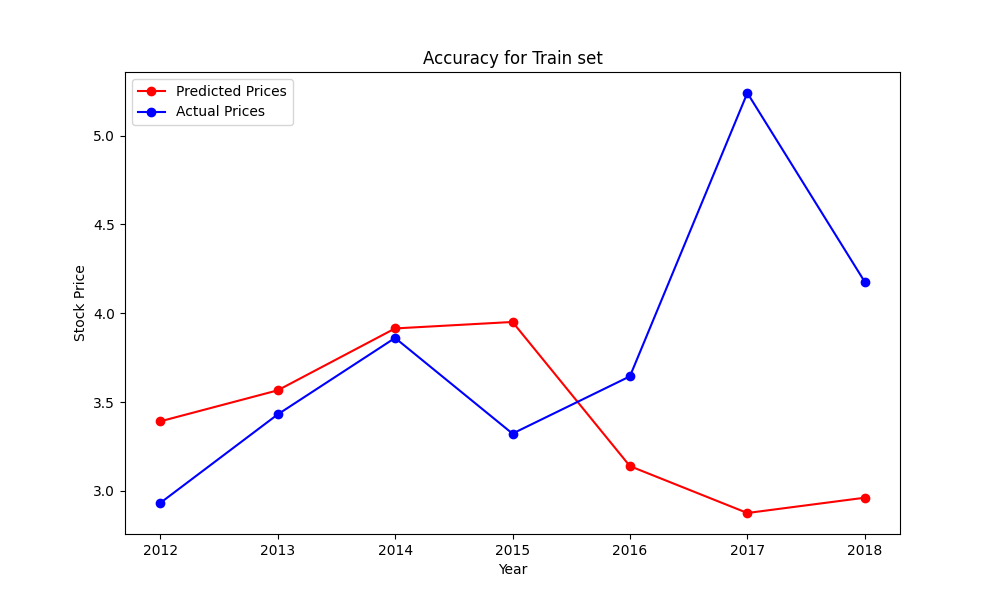 Accuracy for Train set
Predicted Prices
Actual Prices
5.0
4.5
4.0
3.5
3.0
Stock Price
2012 2013 2014 2015 2016 2017 2018
Year